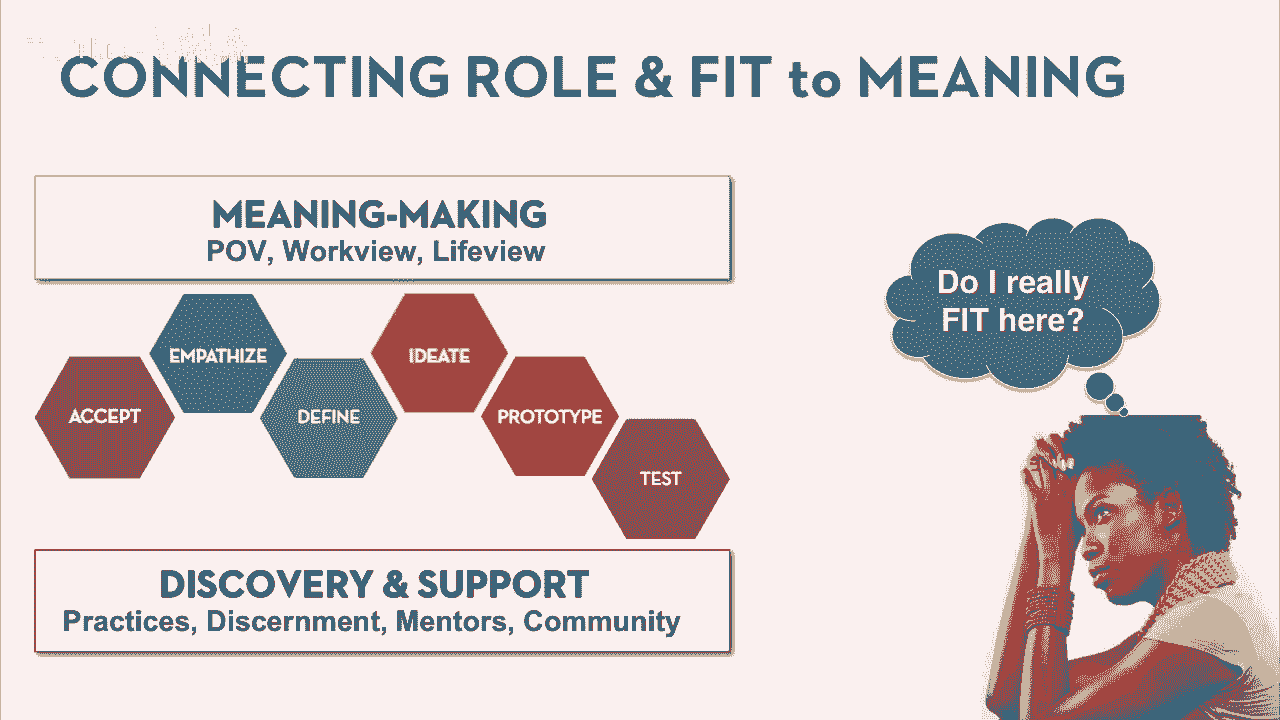 CONNECTING ROLE & FIT to MEANING
MEANING-MAKING
POV, Workview, Lifeview
ACCEPT
EMPATHIZE
DEFINE
IDEATE
PROTOTYPE
TEST
DISCOVERY & SUPPORT
Practices, Discernment, Mentors, Community
Do I really
FIT here?